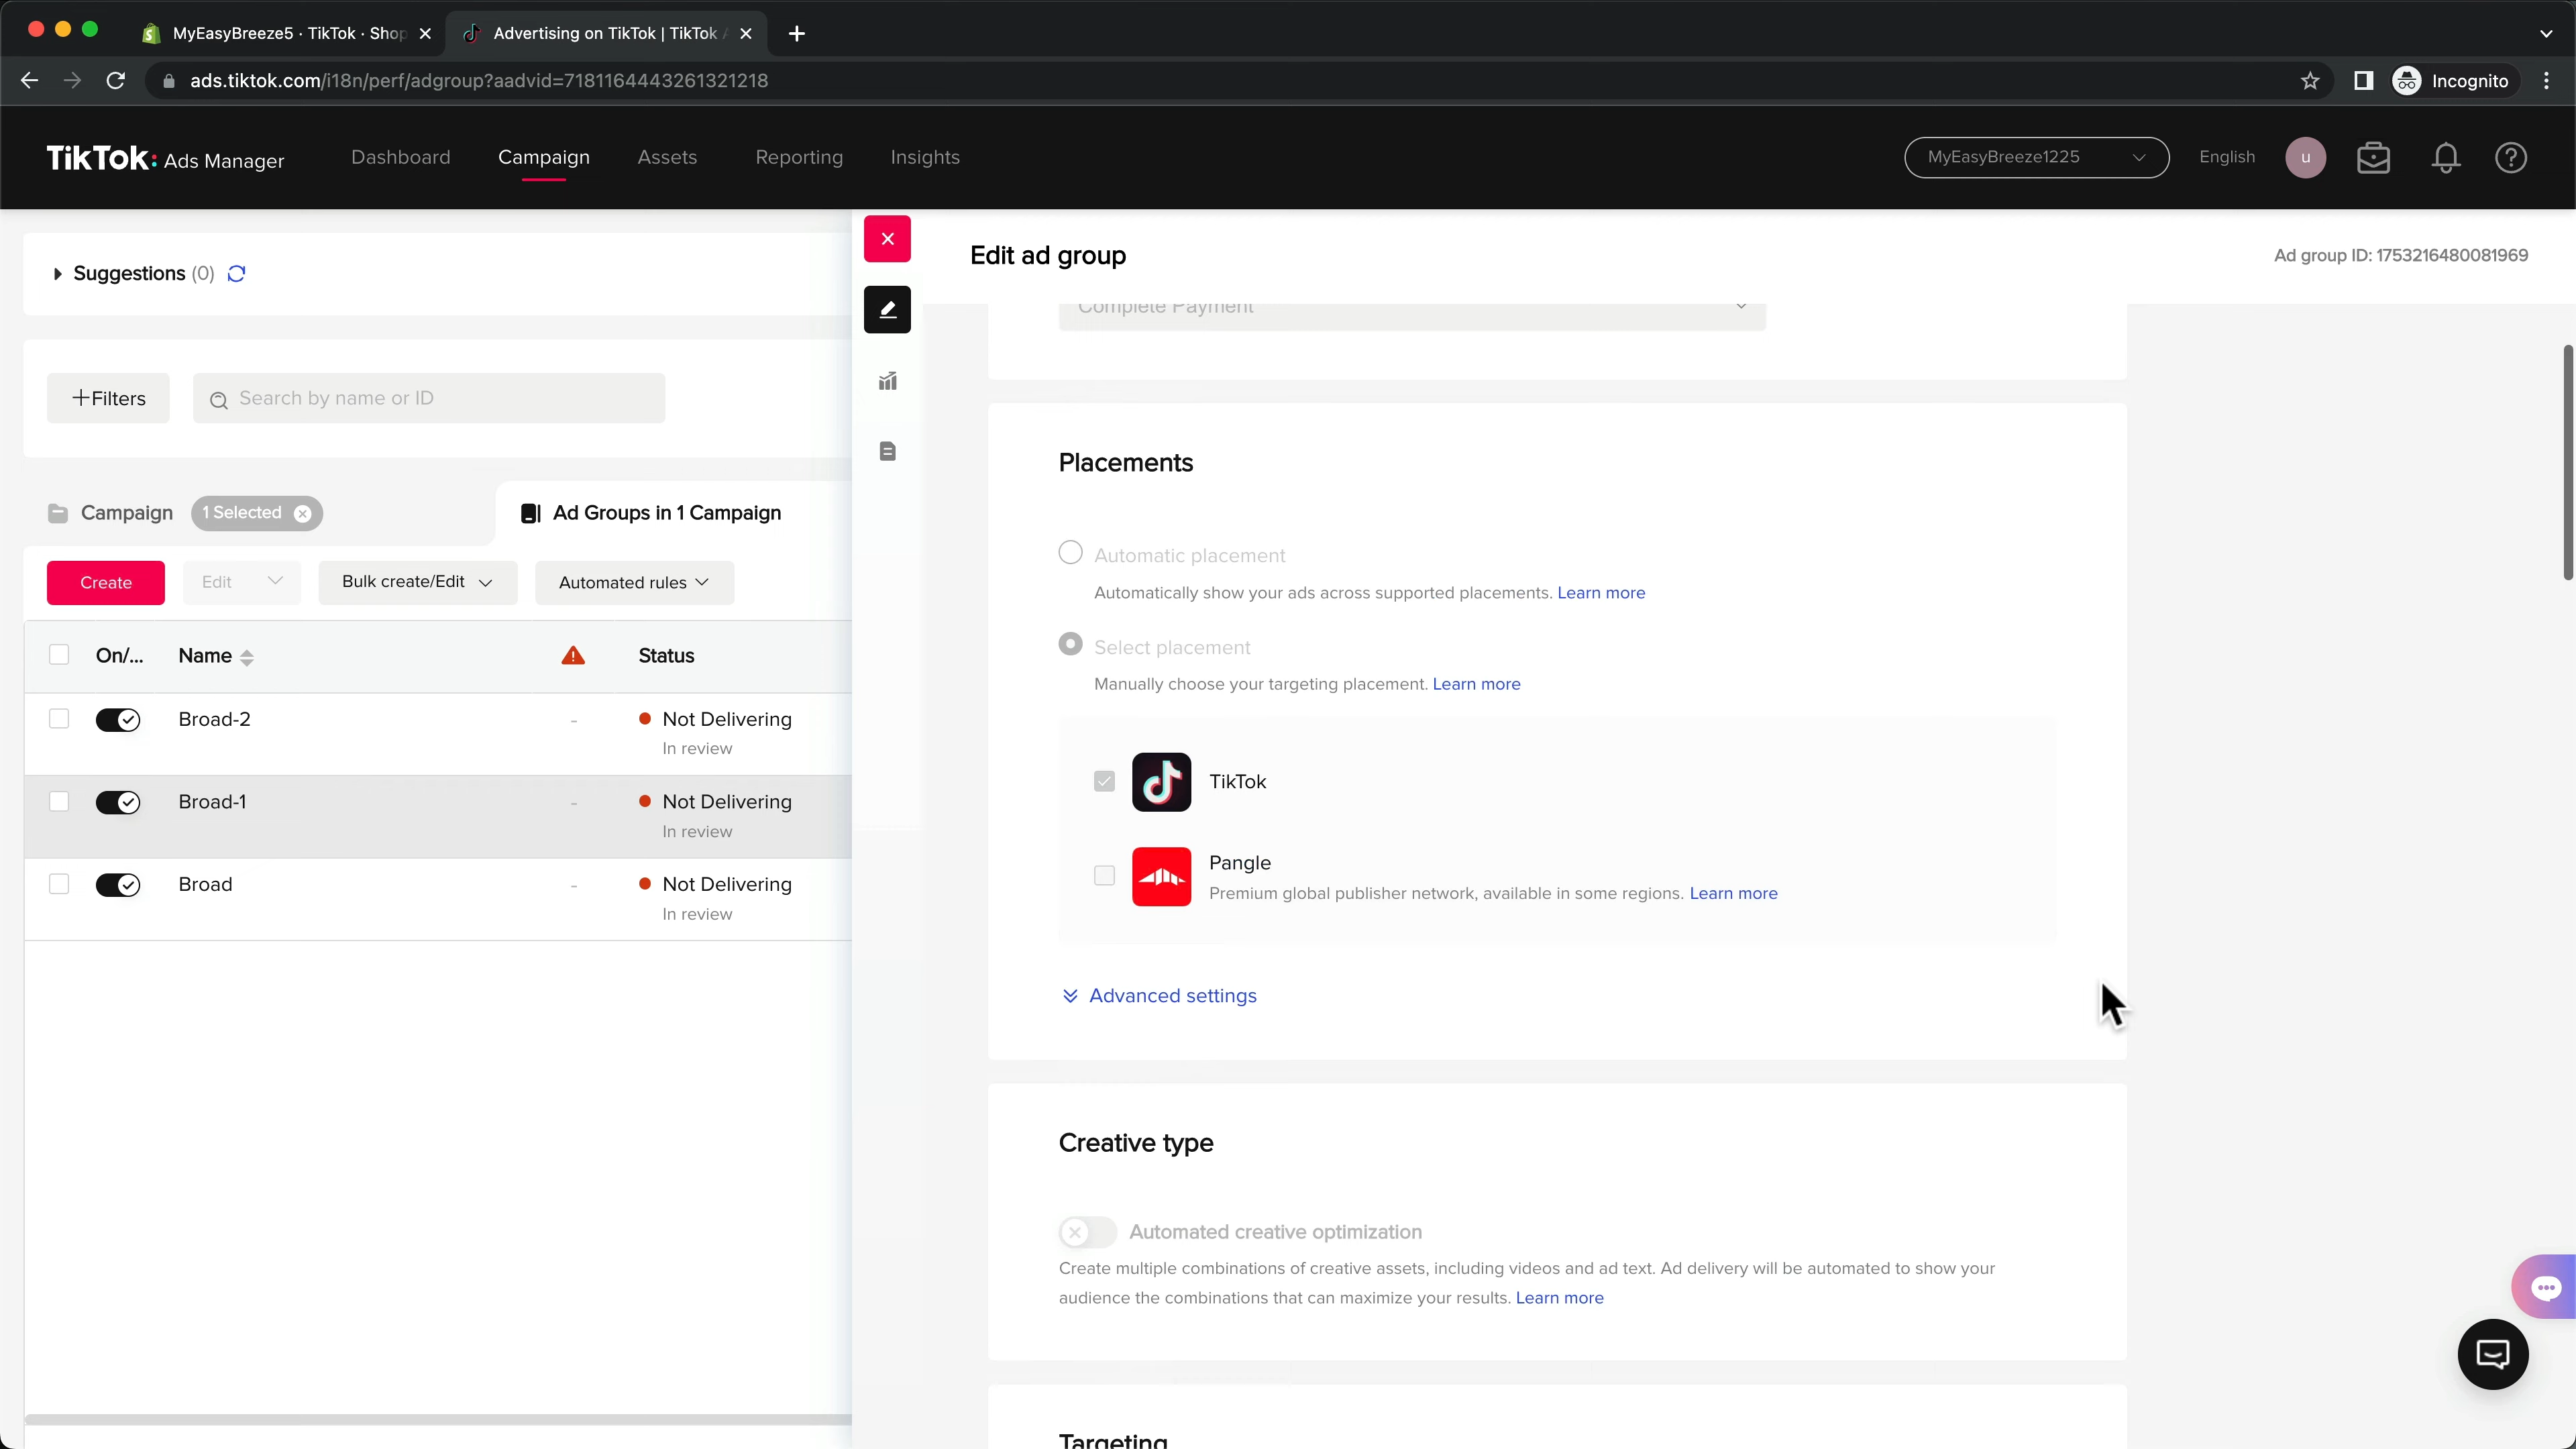 MyEasyBreeze5 · TikTok · Shop
Advertising on TikTok | TikTok A
ads.tiktok.com/i18n/perf/adgroup?aadvid=7181164443261321218
Incognito
TikTok: Ads Manager
Dashboard
Campaign
Assets
Reporting
Insights
MyEasyBreeze1225
English
u
Suggestions (0)
Edit ad group
Ad group ID: 1753216480081969
Complete Payment
+Filters
Search by name or ID
Placements
Campaign
1 Selected
Ad Groups in 1 Campaign
Automatic placement
Automatically show your ads across supported placements. Learn more
Create
Edit
Bulk create/Edit
Automated rules
Select placement
Manually choose your targeting placement. Learn more
On/...
Name
Status
Broad-2
-
Not Delivering
In review
Broad-1
-
Not Delivering
In review
Broad
-
Not Delivering
In review
TikTok
Pangle
Premium global publisher network, available in some regions. Learn more
Advanced settings
Creative type
Automated creative optimization
Create multiple combinations of creative assets, including videos and ad text. Ad delivery will be automated to show your
audience the combinations that can maximize your results. Learn more
Targeting